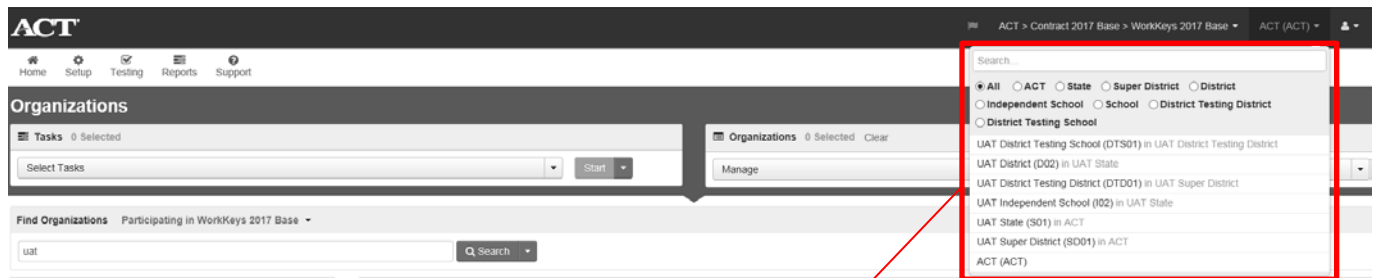 ACT
ACT > Contract 2017 Base > WorkKeys 2017 Base
ACT (ACT)
Home
Setup
Testing
Reports
Support
Organizations
Tasks 0 Selected
Select Tasks
Start
Organizations 0 Selected Clear
Manage
Find Organizations Participating in WorkKeys 2017 Base
uat
Search
Search...
All ACT State Super District District
Independent School School District Testing District
District Testing School
UAT District Testing School (DTS01) in UAT District Testing District
UAT District (D02) in UAT State
UAT District Testing District (DTD01) in UAT Super District
UAT Independent School (I02) in UAT State
UAT State (S01) in ACT
UAT Super District (SD01) in ACT
ACT (ACT)